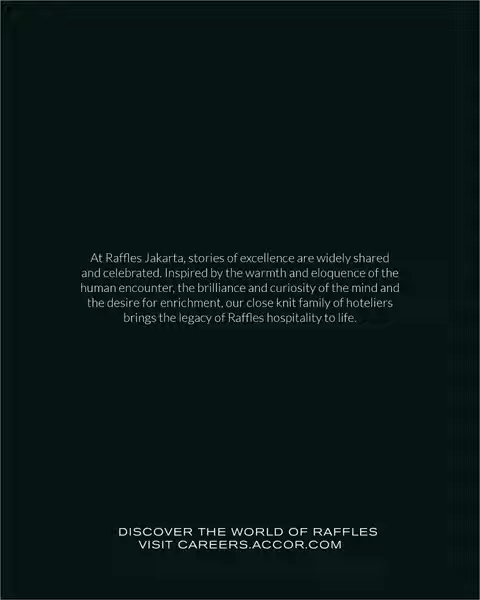 At Raffles Jakarta, stories of excellence are widely shared
and celebrated. Inspired by the warmth and eloquence of the
human encounter, the brilliance and curiosity of the mind and
the desire for enrichment, our close knit family of hoteliers
brings the legacy of Raffles hospitality to life.
DISCOVER THE WORLD OF RAFFLES
VISIT CAREERS.ACCOR.COM